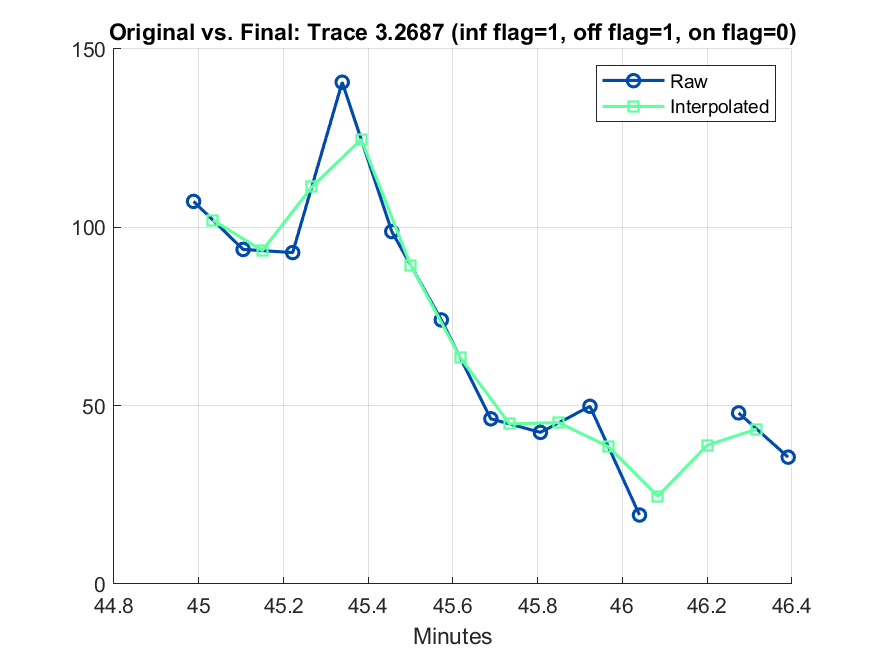 Original vs. Final: Trace 3.2687 (inf flag=1, off flag=1, on flag=0)
150
Raw
Interpolated
100
50
0
44.8 45 45.2 45.4 45.6 45.8 46 46.2 46.4
Minutes